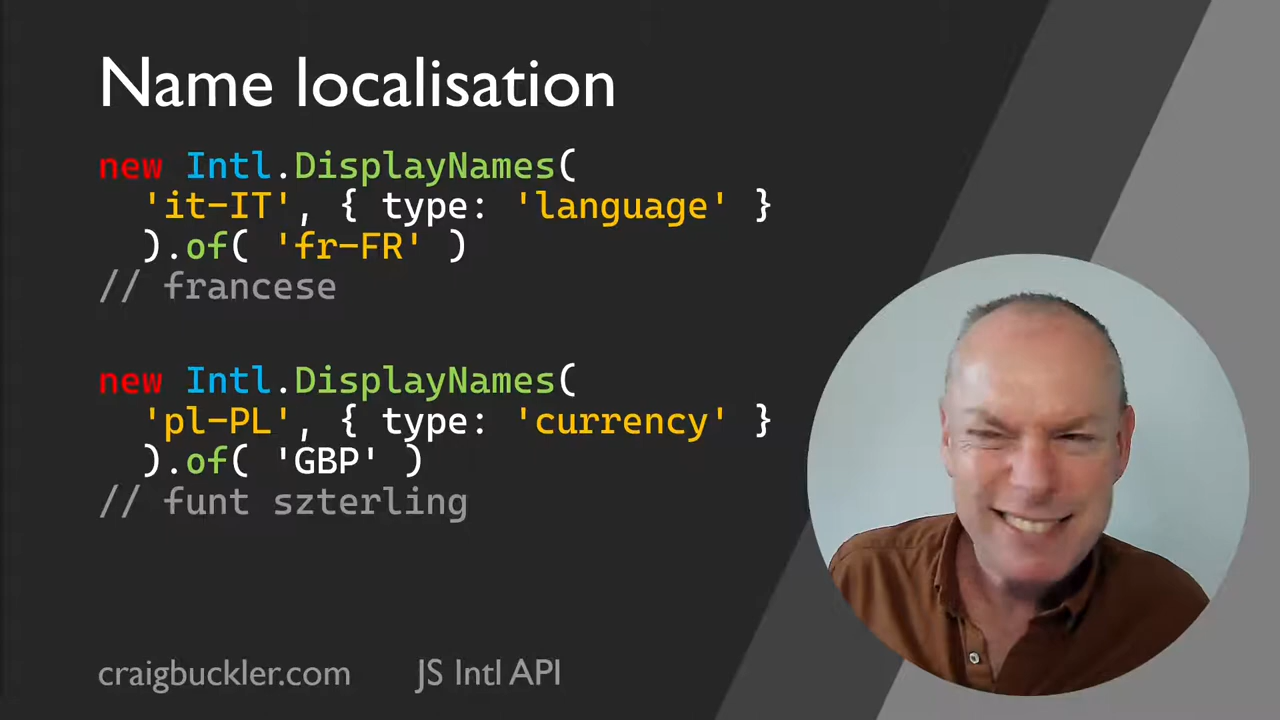 Name localisation
new Intl.DisplayNames(
'it-IT', { type: 'language' }
).of( 'fr-FR' )
// francese
new Intl.DisplayNames(
'pl-PL', { type: 'currency' }
).of( 'GBP' )
// funt szterling
craigbuckler.com JS Intl API